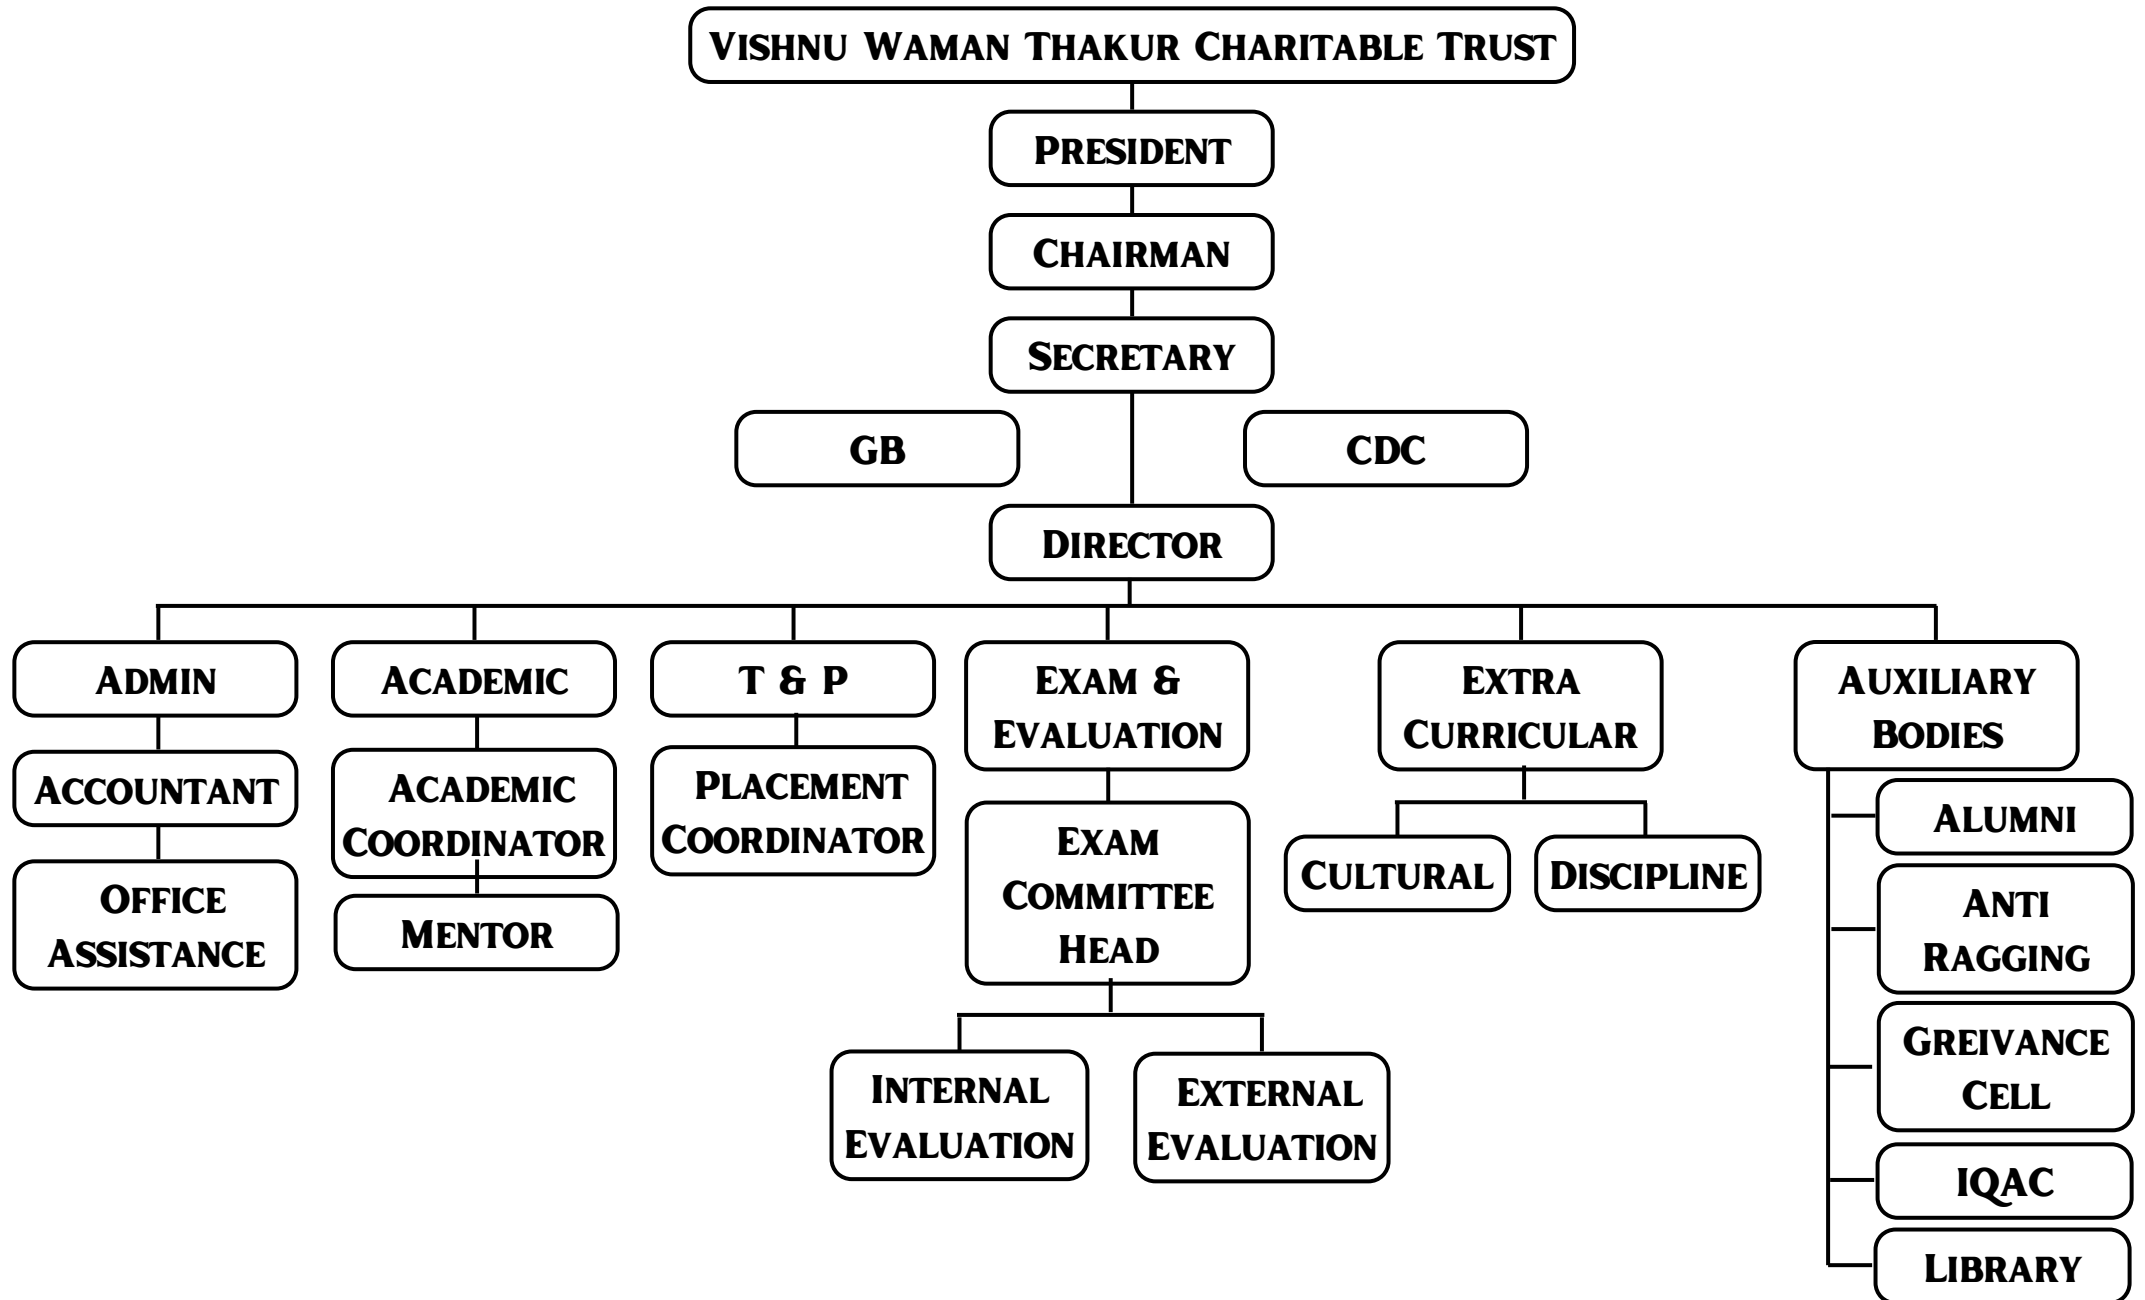 Vishnu Waman Thakur Charitable Trust
President
Chairman
Secretary
GB
CDC
Director
Admin
Accountant
Office
Assistance
Academic
Academic
Coordinator
Mentor
T & P
Placement
Coordinator
Exam &
Evaluation
Exam
Committee
Head
Internal
Evaluation
External
Evaluation
Extra
Curricular
Cultural
Discipline
Auxiliary
Bodies
Alumni
Anti
Ragging
Greivance
Cell
IQAC
Library